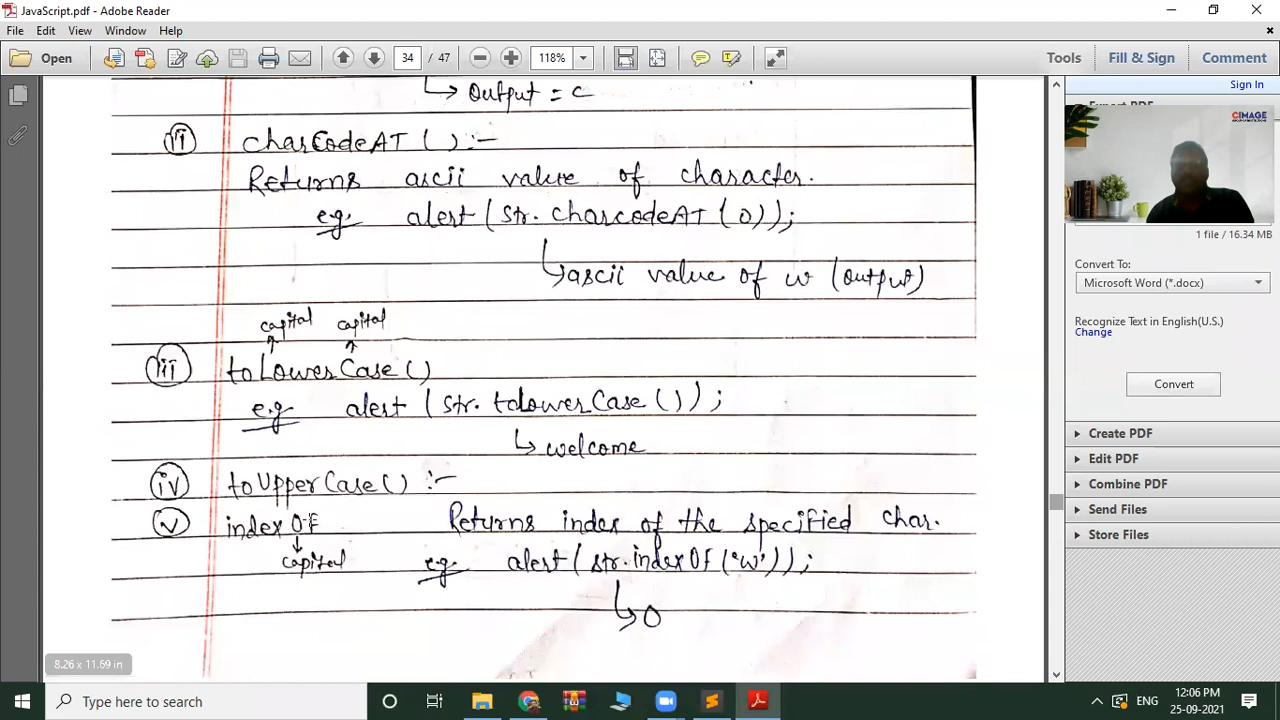 JavaScript.pdf - Adobe Reader
File Edit View Window Help
Open 34 / 47 118% Tools Fill & Sign Comment
Sign In
Output = c
Export PDF
CIMAGE
(ii) charCodeAT () :-
Returns ascii value of character.
e.g. alert (str. charcodeAT (0));
ascii value of w (output)
1 file / 16.34 MB
Convert To:
Microsoft Word (*.docx)
Recognize Text in English(U.S.)
Change
Convert
capital capital
(iii) toLowerCase ()
e.g alert (str. toLowerCase ());
welcome
(iv) toUpperCase () :-
(v) index OF Returns index of the specified char.
capital e.g. alert (str. indexOf ('w'));
0
Create PDF
Edit PDF
Combine PDF
Send Files
Store Files
8.26 x 11.69 in
Type here to search
ENG
12:06 PM
25-09-2021